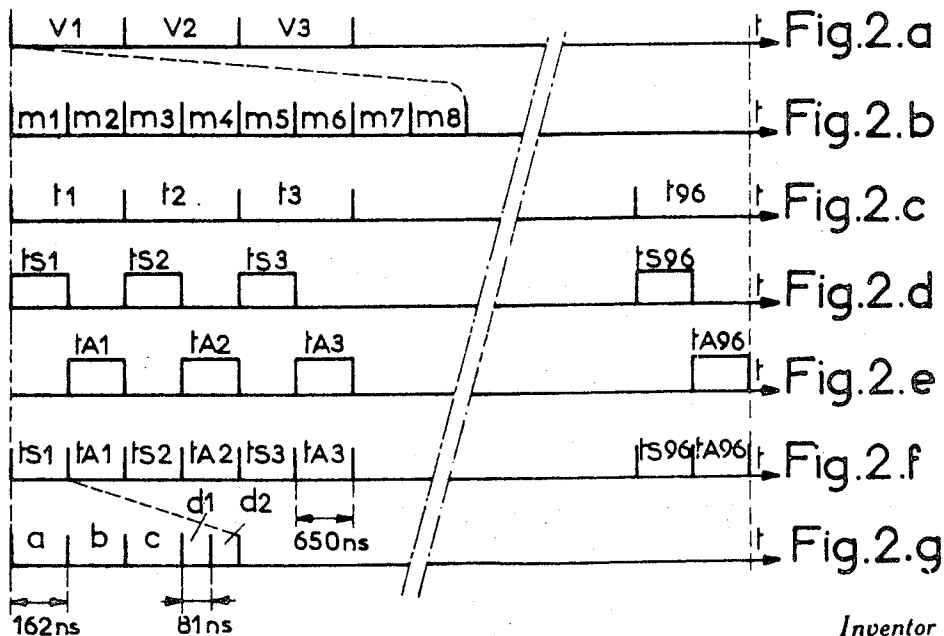 V1 V2 V3 t Fig.2.a
m1 m2 m3 m4 m5 m6 m7 m8 t Fig.2.b
t1 t2 t3 t96 t Fig.2.c
tS1 tS2 tS3 tS96 t Fig.2.d
tA1 tA2 tA3 tA96 t Fig.2.e
tS1 tA1 tS2 tA2 tS3 tA3 tS96 tA96 t Fig.2.f
d1 d2
650ns
a b c t Fig.2.g
162ns 81ns
Inventor